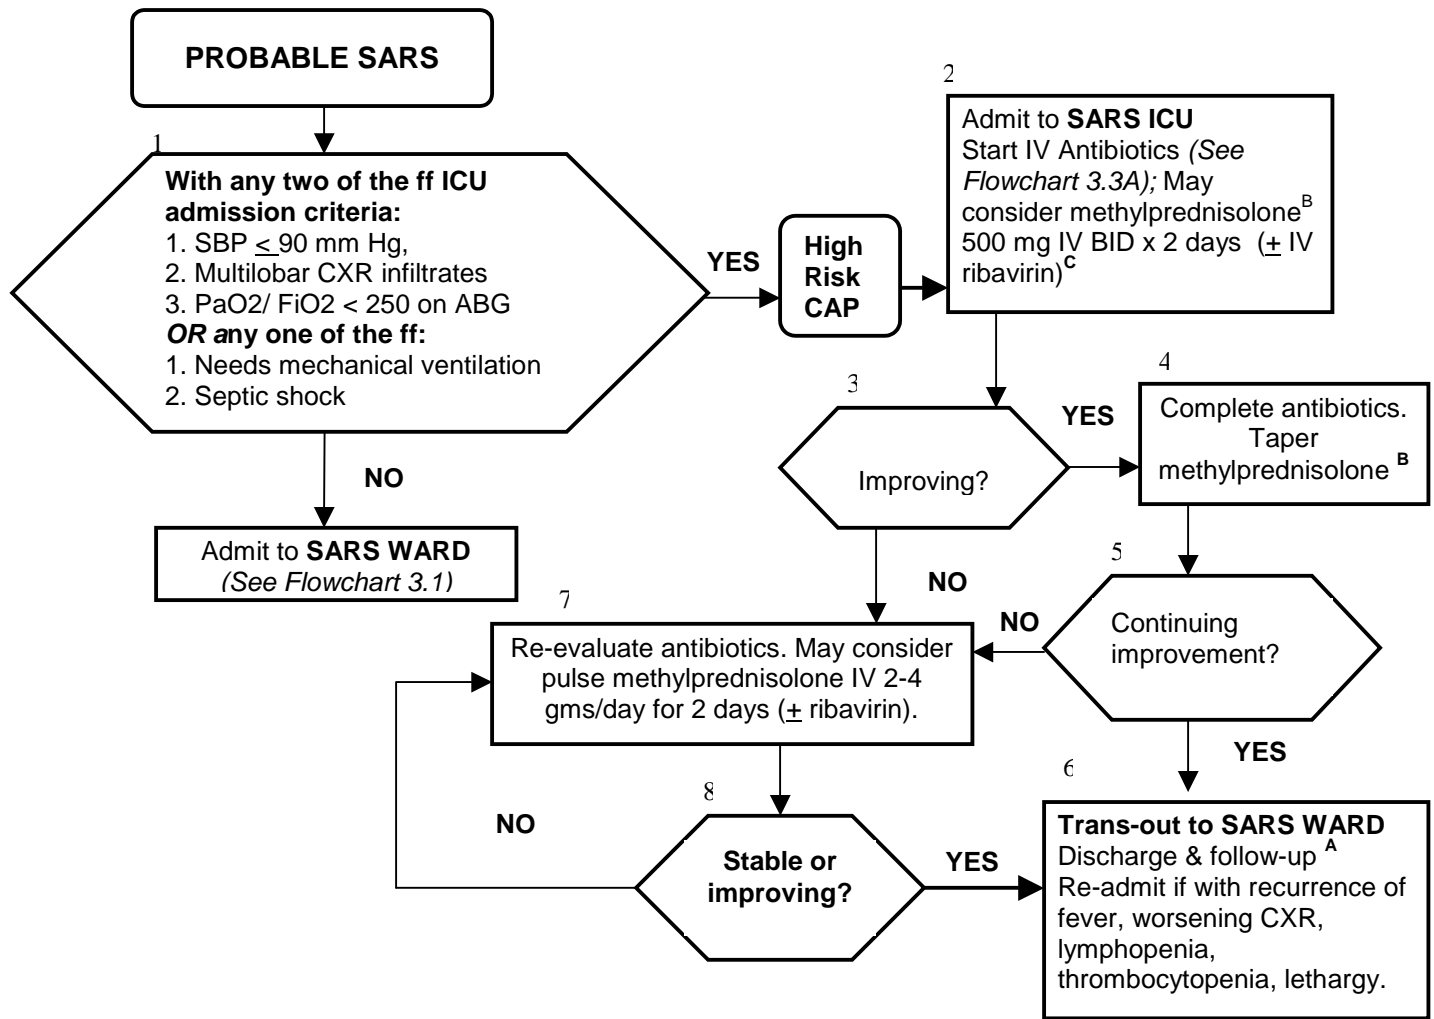 PROBABLE SARS
1
With any two of the ff ICU
admission criteria:
1. SBP < 90 mm Hg,
2. Multilobar CXR infiltrates
3. PaO2/ FiO2 < 250 on ABG
OR any one of the ff:
1. Needs mechanical ventilation
2. Septic shock
YES
High
Risk
CAP
2
Admit to SARS ICU
Start IV Antibiotics (See
Flowchart 3.3A); May
consider methylprednisolone B
500 mg IV BID x 2 days (+ IV
ribavirin) C
NO
Admit to SARS WARD
(See Flowchart 3.1)
3
Improving?
YES
4
Complete antibiotics.
Taper
methylprednisolone B
NO
5
Continuing
improvement?
NO
YES
7
Re-evaluate antibiotics. May consider
pulse methylprednisolone IV 2-4
gms/day for 2 days (+ ribavirin).
8
Stable or
improving?
NO
YES
6
Trans-out to SARS WARD
Discharge & follow-up A
Re-admit if with recurrence of
fever, worsening CXR,
lymphopenia,
thrombocytopenia, lethargy.